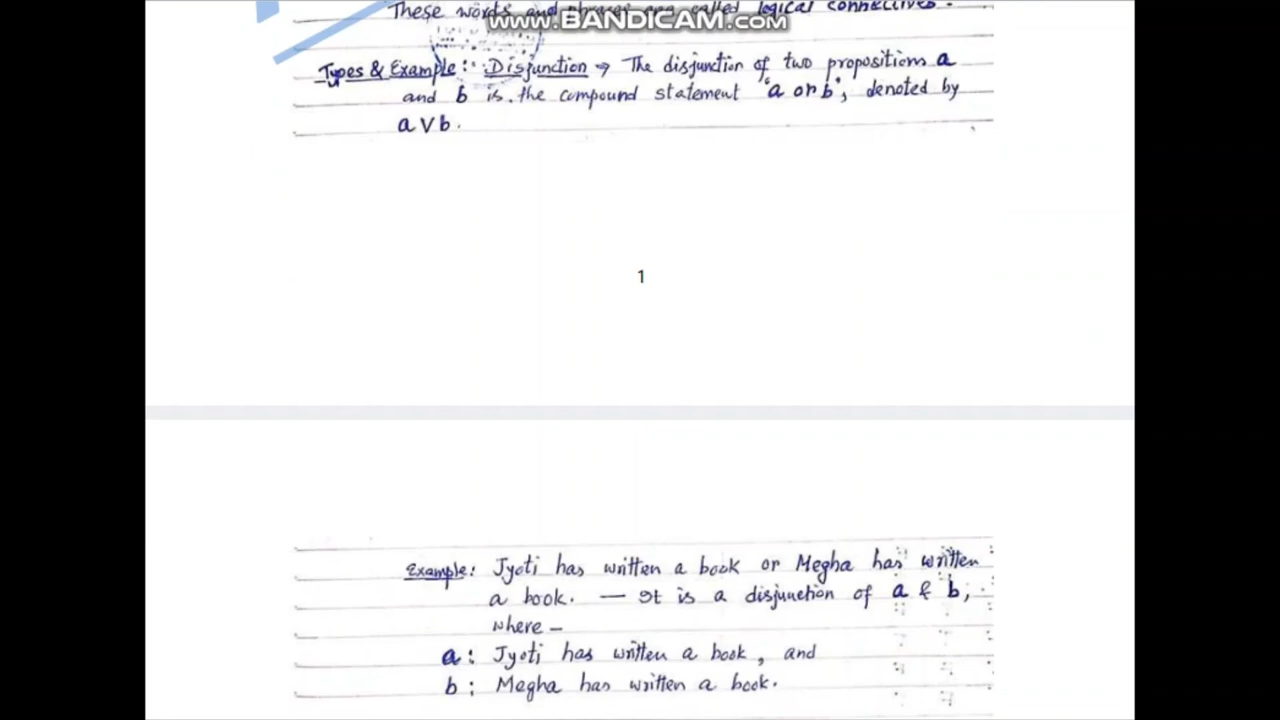 These words and phrases are called logical connectives.
www.BANDICAM.com
Types & Example: Disjunction → The disjunction of two propositions a
and b is the compound statement "a or b", denoted by
a ∨ b.
1
Example: Jyoti has written a book or Megha has written
a book. — It is a disjunction of a & b,
where –
a: Jyoti has written a book, and
b: Megha has written a book.